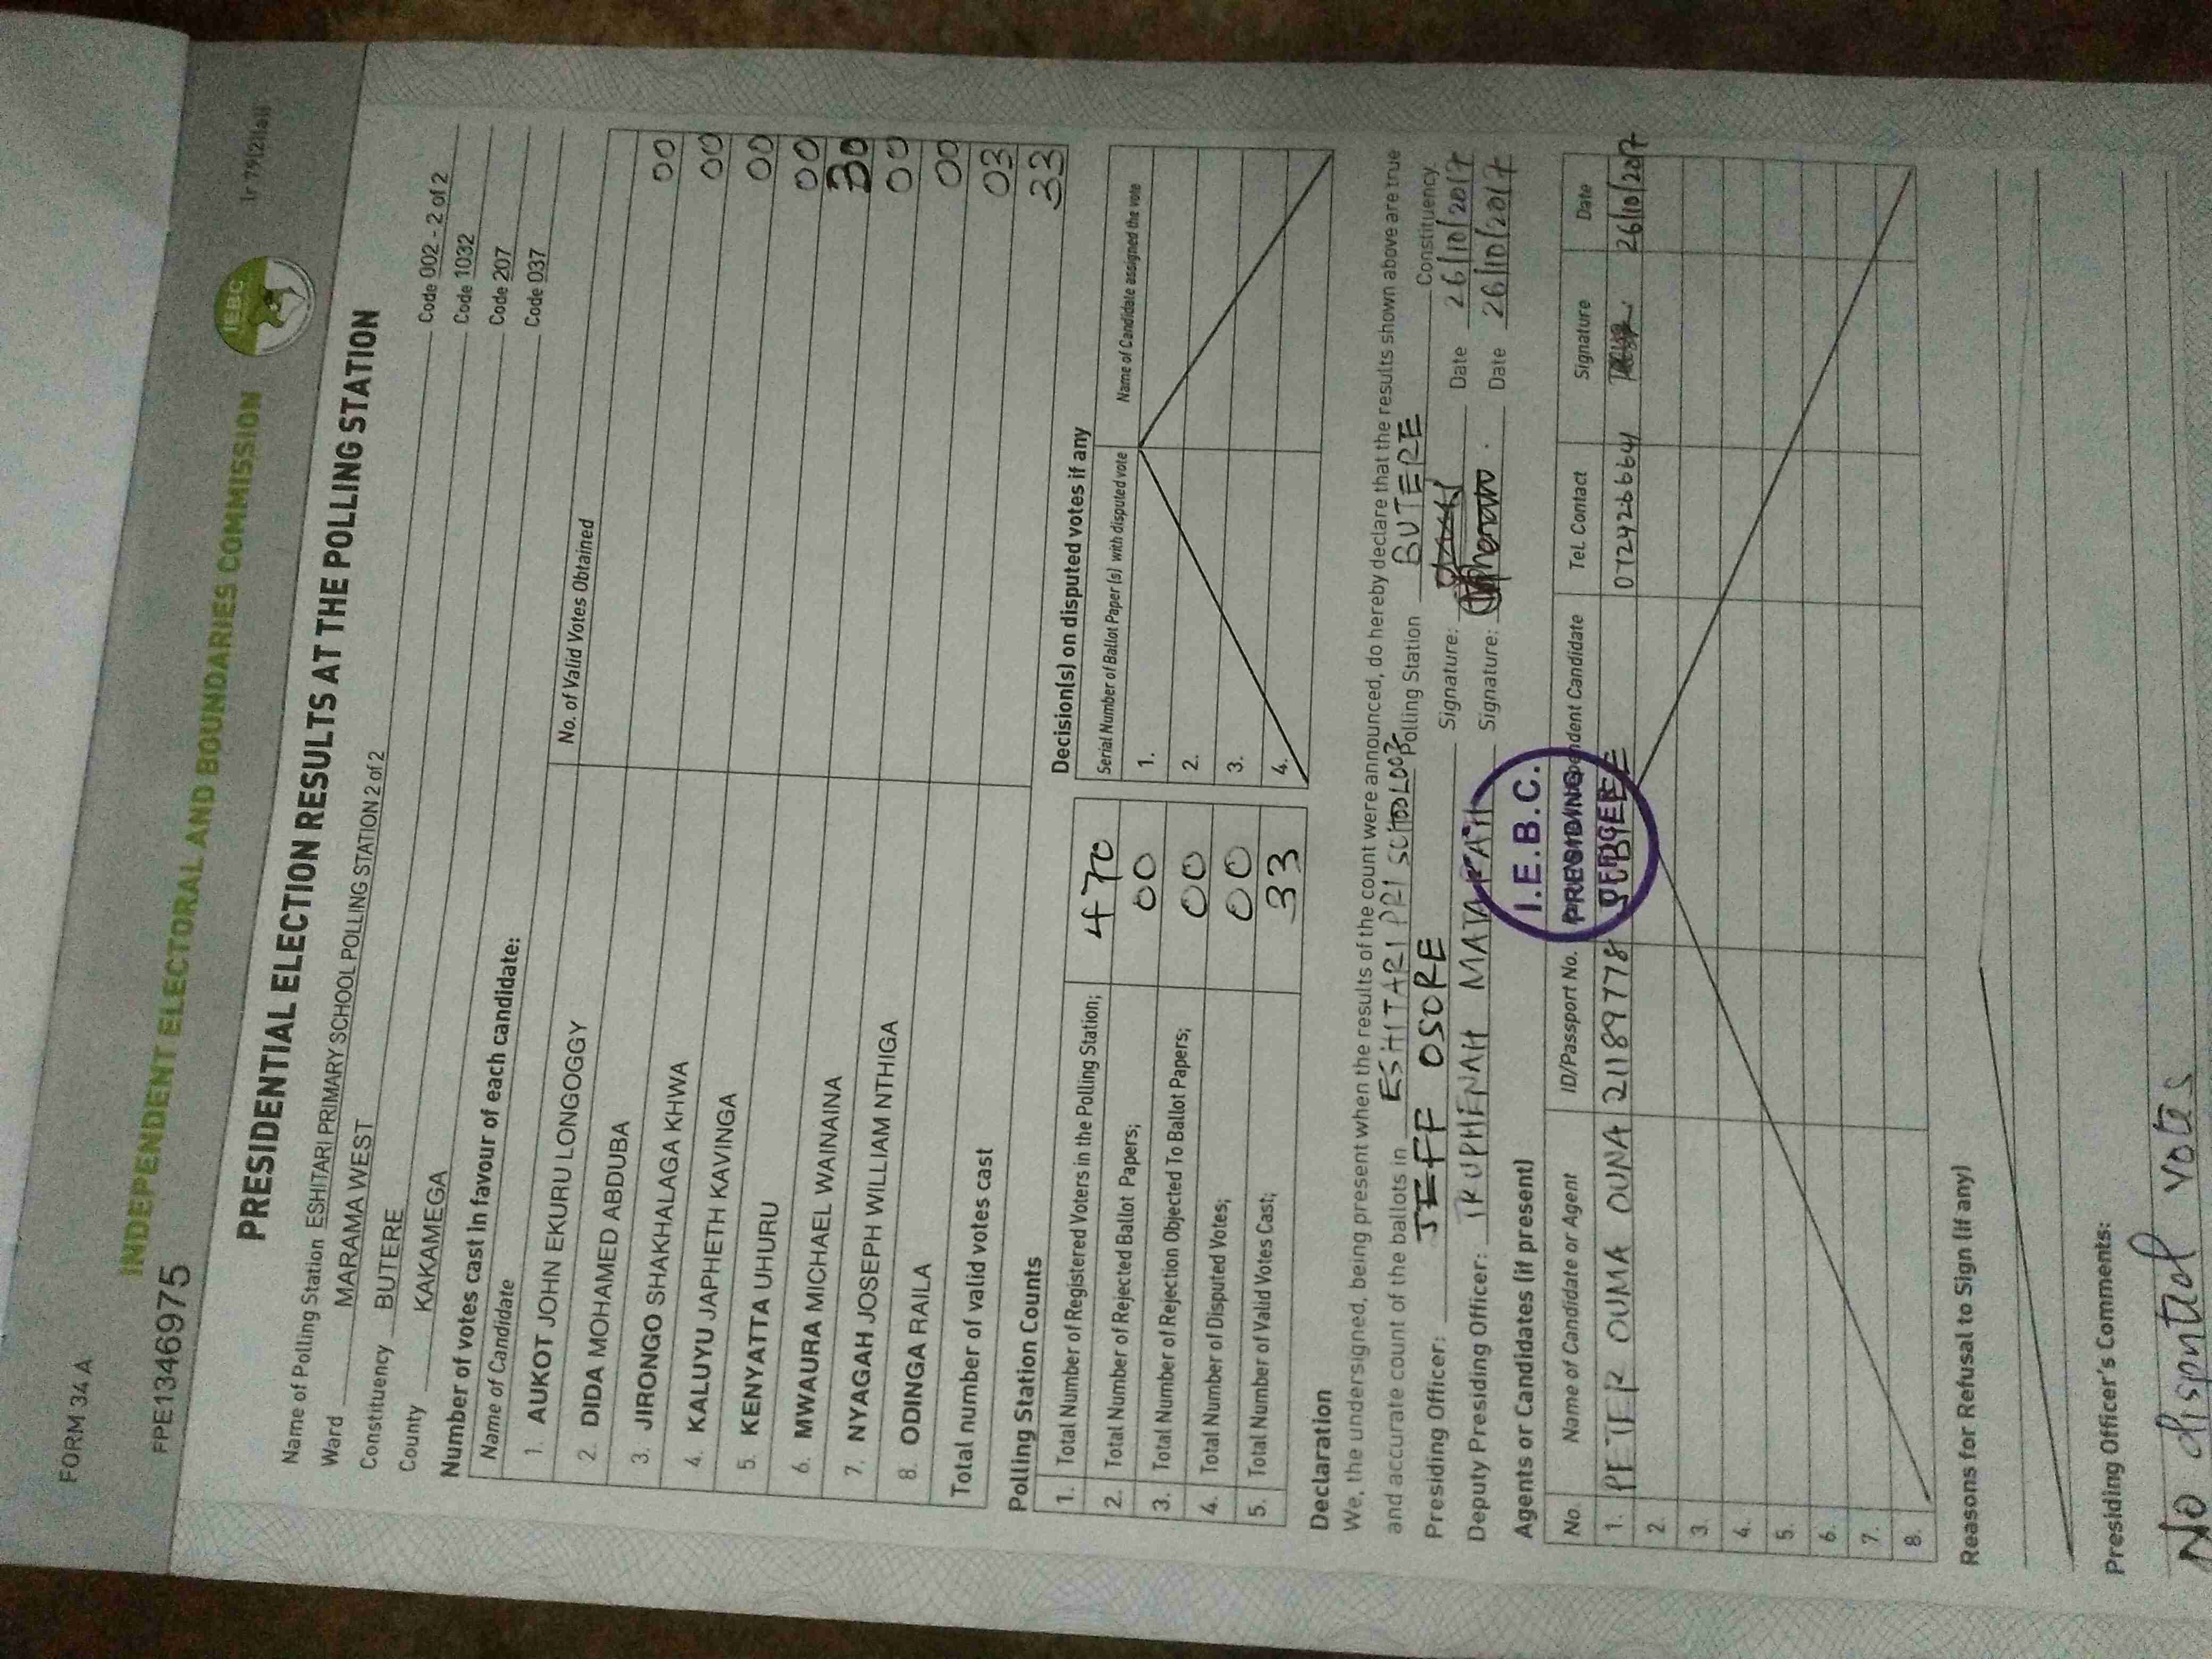 FORM 34 A
INDEPENDENT ELECTORAL AND BOUNDARIES COMMISSION
IEBC
(r 79(2)(a))
FPE1346975
PRESIDENTIAL ELECTION RESULTS AT THE POLLING STATION
Name of Polling Station ESHITARI PRIMARY SCHOOL POLLING STATION 2 of 2 Code 002 - 2 of 2
Ward MARAMA WEST Code 1032
Constituency BUTERE Code 207
County KAKAMEGA Code 037
Number of votes cast in favour of each candidate:
Name of Candidate No. of Valid Votes Obtained
1. AUKOT JOHN EKURU LONGOGGY 00
2. DIDA MOHAMED ABDUBA 00
3. JIRONGO SHAKHALAGA KHWA 00
4. KALUYU JAPHETH KAVINGA 00
5. KENYATTA UHURU 30
6. MWAURA MICHAEL WAINAINA 00
7. NYAGAH JOSEPH WILLIAM NTHIGA 00
8. ODINGA RAILA 03
Total number of valid votes cast 33
Polling Station Counts
1. Total Number of Registered Voters in the Polling Station; 470
2. Total Number of Rejected Ballot Papers; 00
3. Total Number of Rejection Objected To Ballot Papers; 00
4. Total Number of Disputed Votes; 00
5. Total Number of Valid Votes Cast; 33
Decision(s) on disputed votes if any
Serial Number of Ballot Paper (s) with disputed vote Name of Candidate assigned the vote
1.
2.
3.
4.
Declaration
We, the undersigned, being present when the results of the count were announced, do hereby declare that the results shown above are true
and accurate count of the ballots in ESHITARI PRI SCHOOL 002 Polling Station BUTERE Constituency.
Presiding Officer: JEFF OSORE Signature: Date 26/10/2017
Deputy Presiding Officer: TRUPHENAH MATAPAH Signature: Date 26/10/2017
Agents or Candidates (if present)
No. Name of Candidate or Agent ID/Passport No. Candidate Tel. Contact Signature Date
1. PETER OUMA OUNA 21189778 JUBILEE 0724266641 26/10/2017
2.
3.
4.
5.
6.
7.
8.
I.E.B.C.
PRESIDING
OFFICER
Reasons for Refusal to Sign (if any)
Presiding Officer's Comments:
No disputed votes